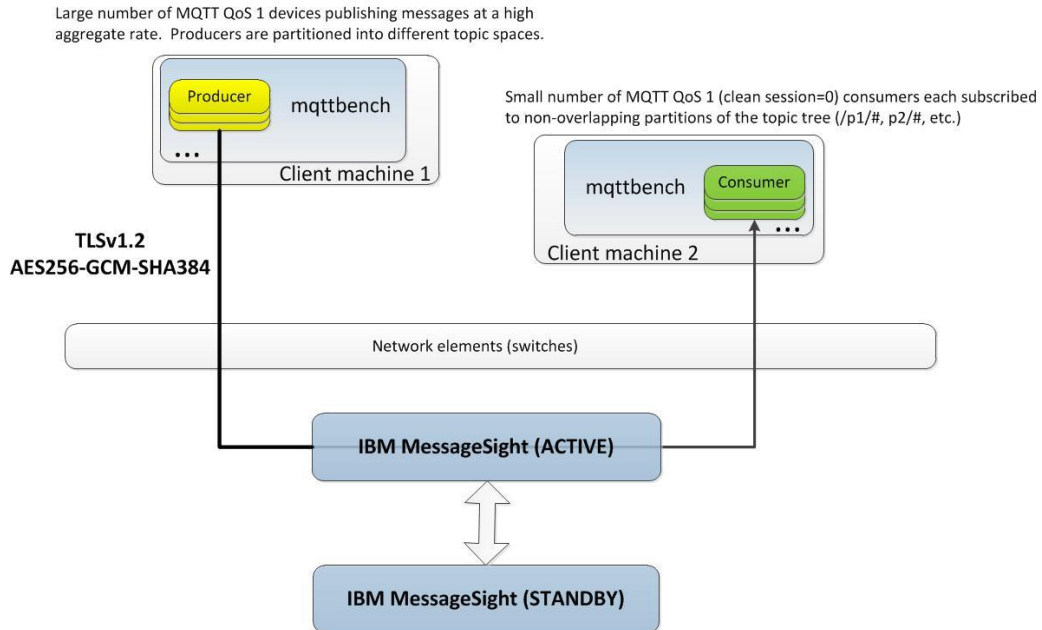 Large number of MQTT QoS 1 devices publishing messages at a high
aggregate rate.  Producers are partitioned into different topic spaces.
Producer
mqttbench
...
Client machine 1
Small number of MQTT QoS 1 (clean session=0) consumers each subscribed
to non-overlapping partitions of the topic tree (/p1/#, p2/#, etc.)
mqttbench
Consumer
...
Client machine 2
TLSv1.2
AES256-GCM-SHA384
Network elements (switches)
IBM MessageSight (ACTIVE)
IBM MessageSight (STANDBY)